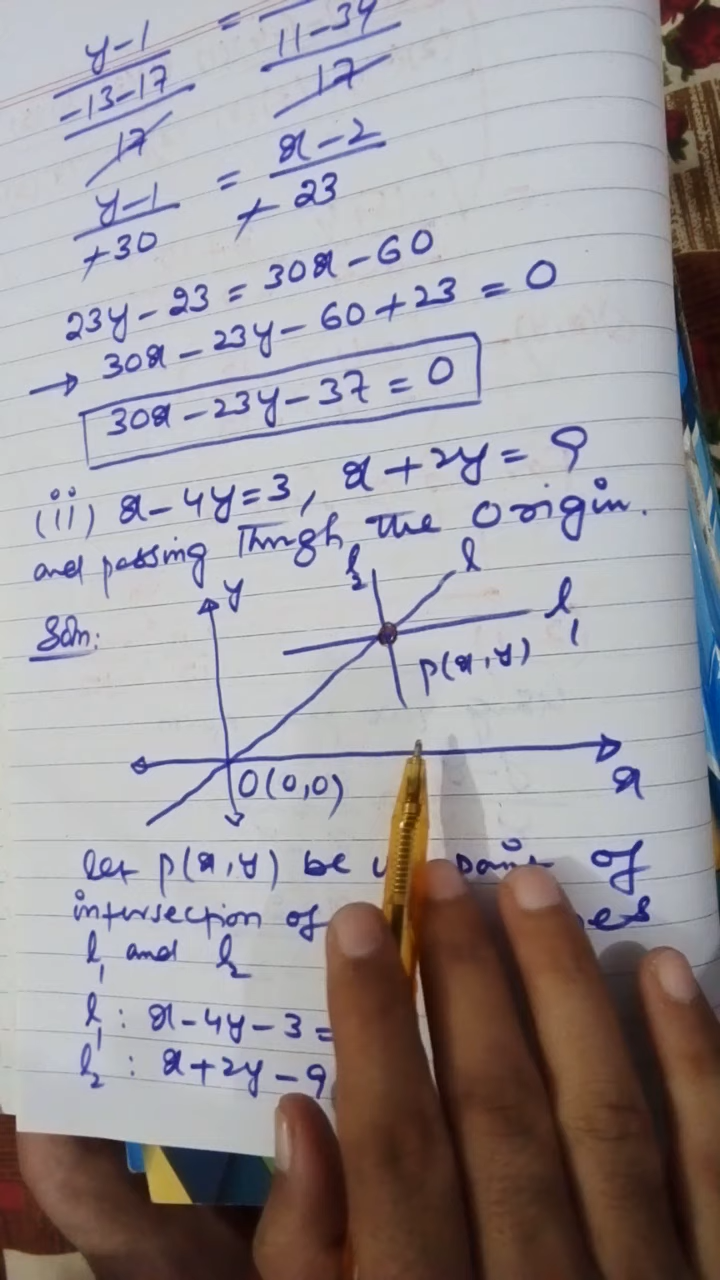 y-1 / (-13-17 / 17) = / (11-34 / 17)
y-1 / +30 = x-2 / +23
23y - 23 = 30x - 60
→ 30x - 23y - 60 + 23 = 0
30x - 23y - 37 = 0
(ii) x - 4y = 3, x + 2y = 9
and passing Through the Origin.
Soln:
y
l₂
l
l₁
P(x,y)
O(0,0)
x
let p(x,y) be point of
intersection of
l₁ and l₂
l₁ : x - 4y - 3 =
l₂ : x + 2y - 9